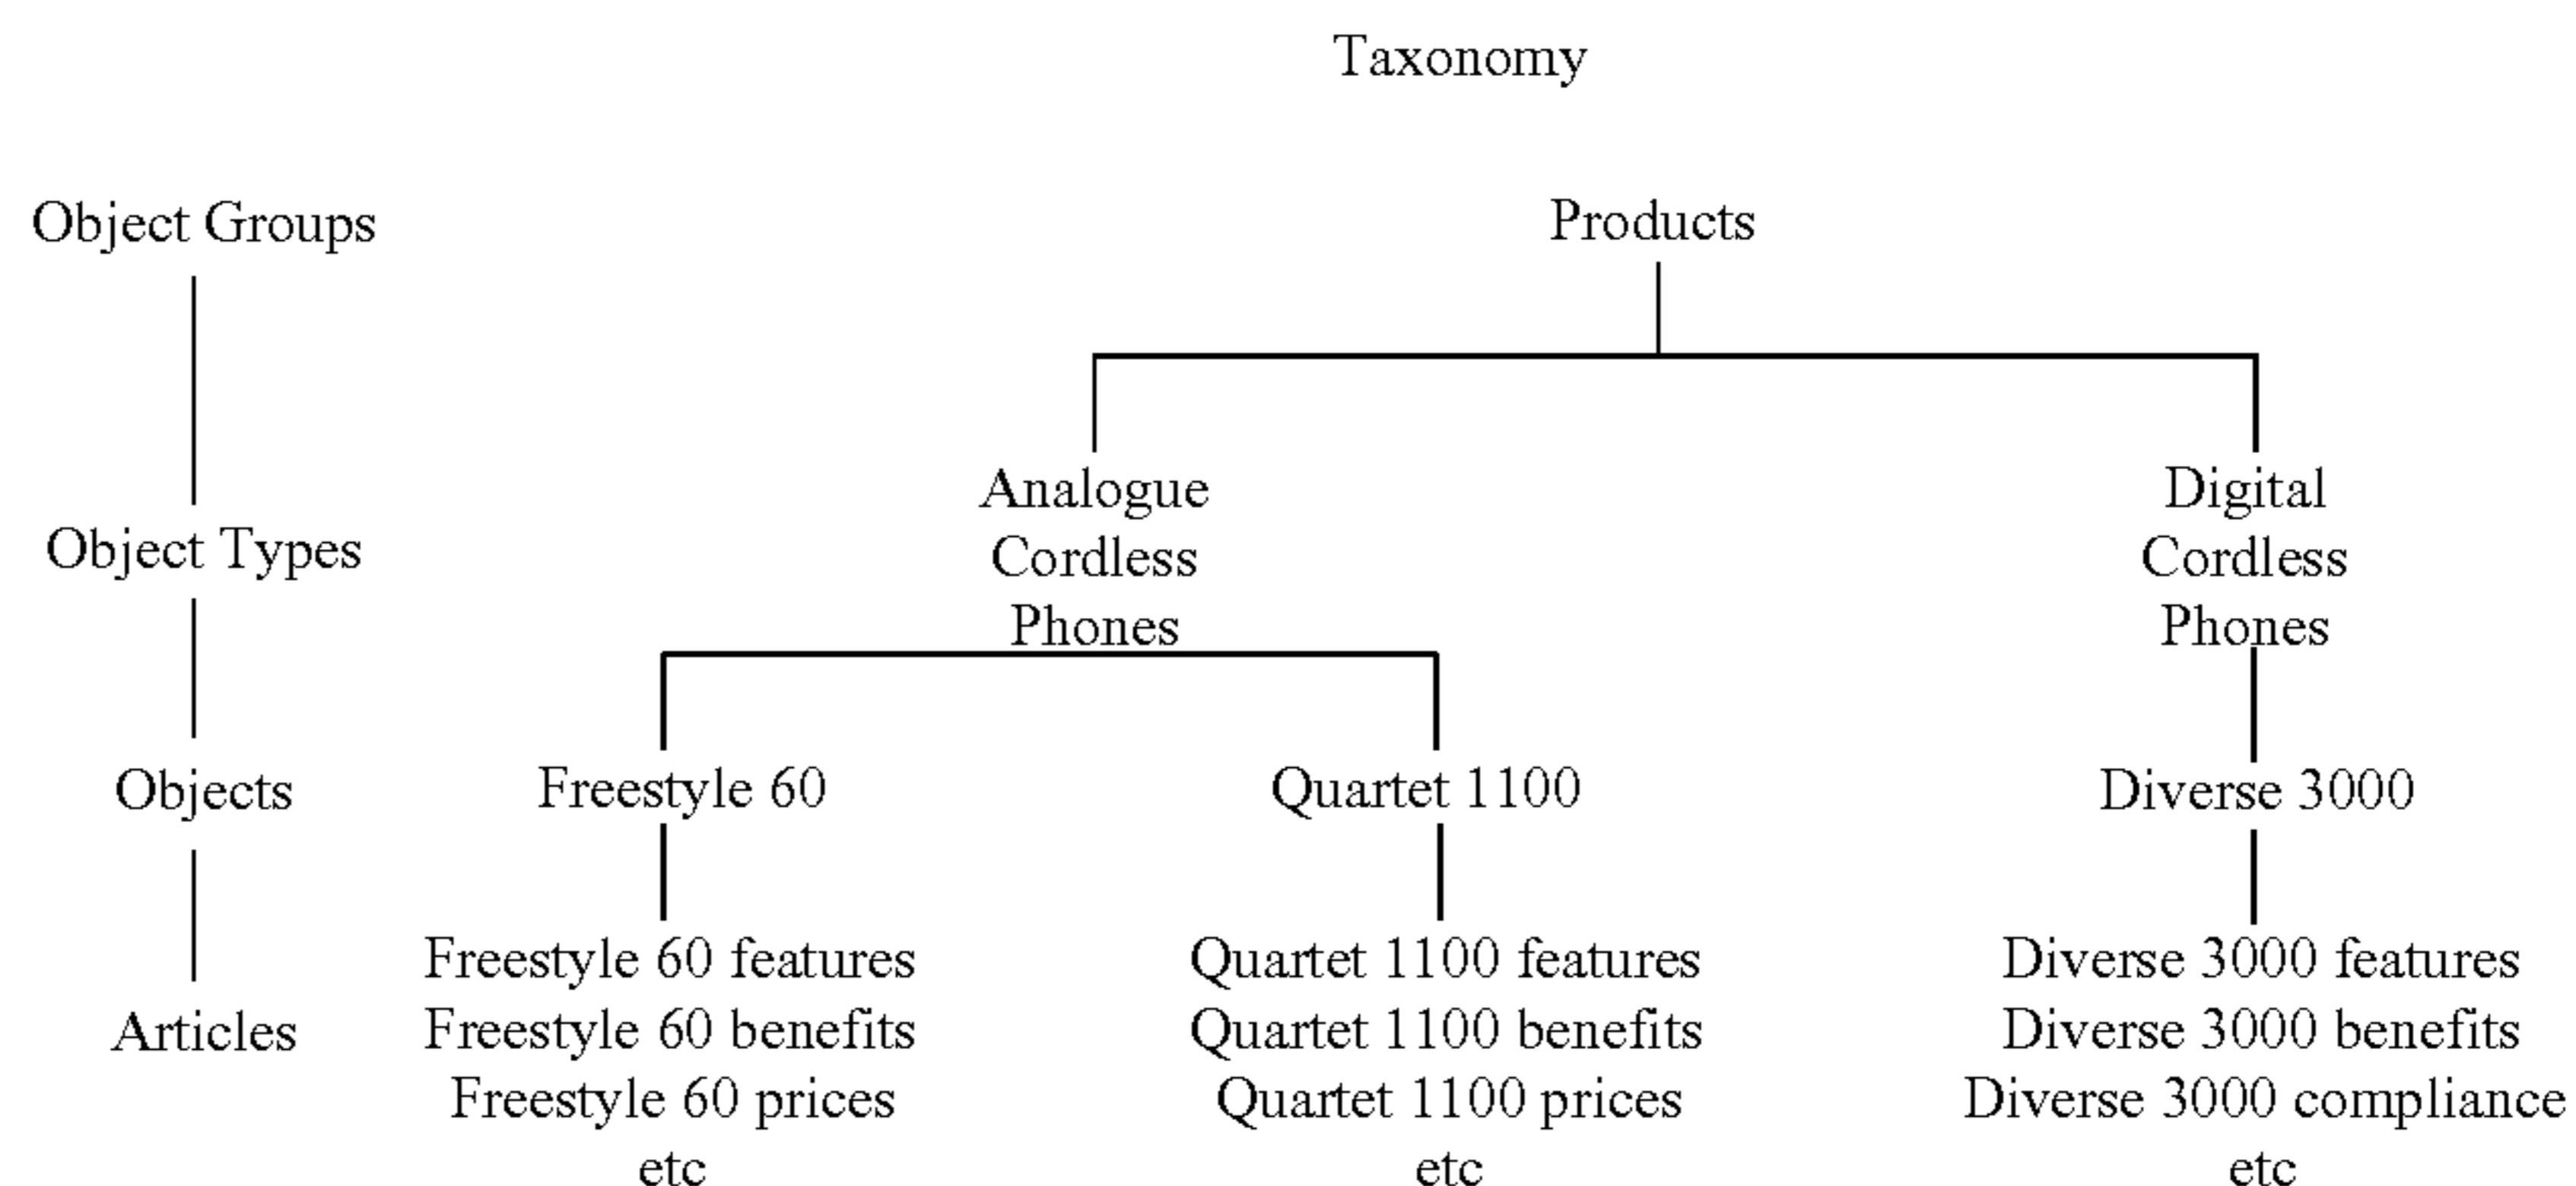 Taxonomy
Object Groups
Products
Analogue
Cordless
Phones
Digital
Cordless
Phones
Object Types
Objects
Freestyle 60
Quartet 1100
Diverse 3000
Articles
Freestyle 60 features
Freestyle 60 benefits
Freestyle 60 prices
etc
Quartet 1100 features
Quartet 1100 benefits
Quartet 1100 prices
etc
Diverse 3000 features
Diverse 3000 benefits
Diverse 3000 compliance
etc